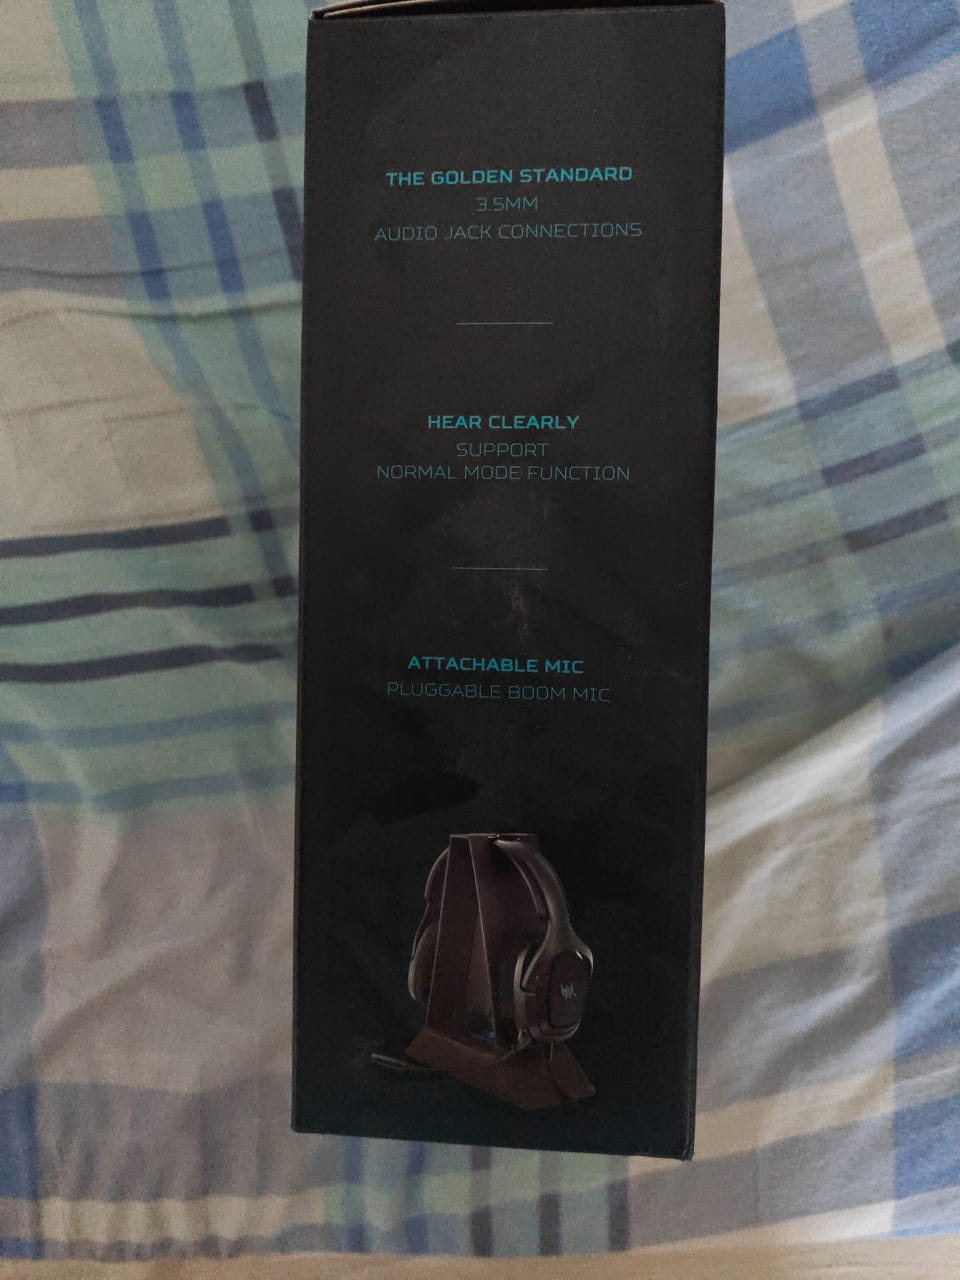 THE GOLDEN STANDARD
3.5MM
AUDIO JACK CONNECTIONS
HEAR CLEARLY
SUPPORT
NORMAL MODE FUNCTION
ATTACHABLE MIC
PLUGGABLE BOOM MIC